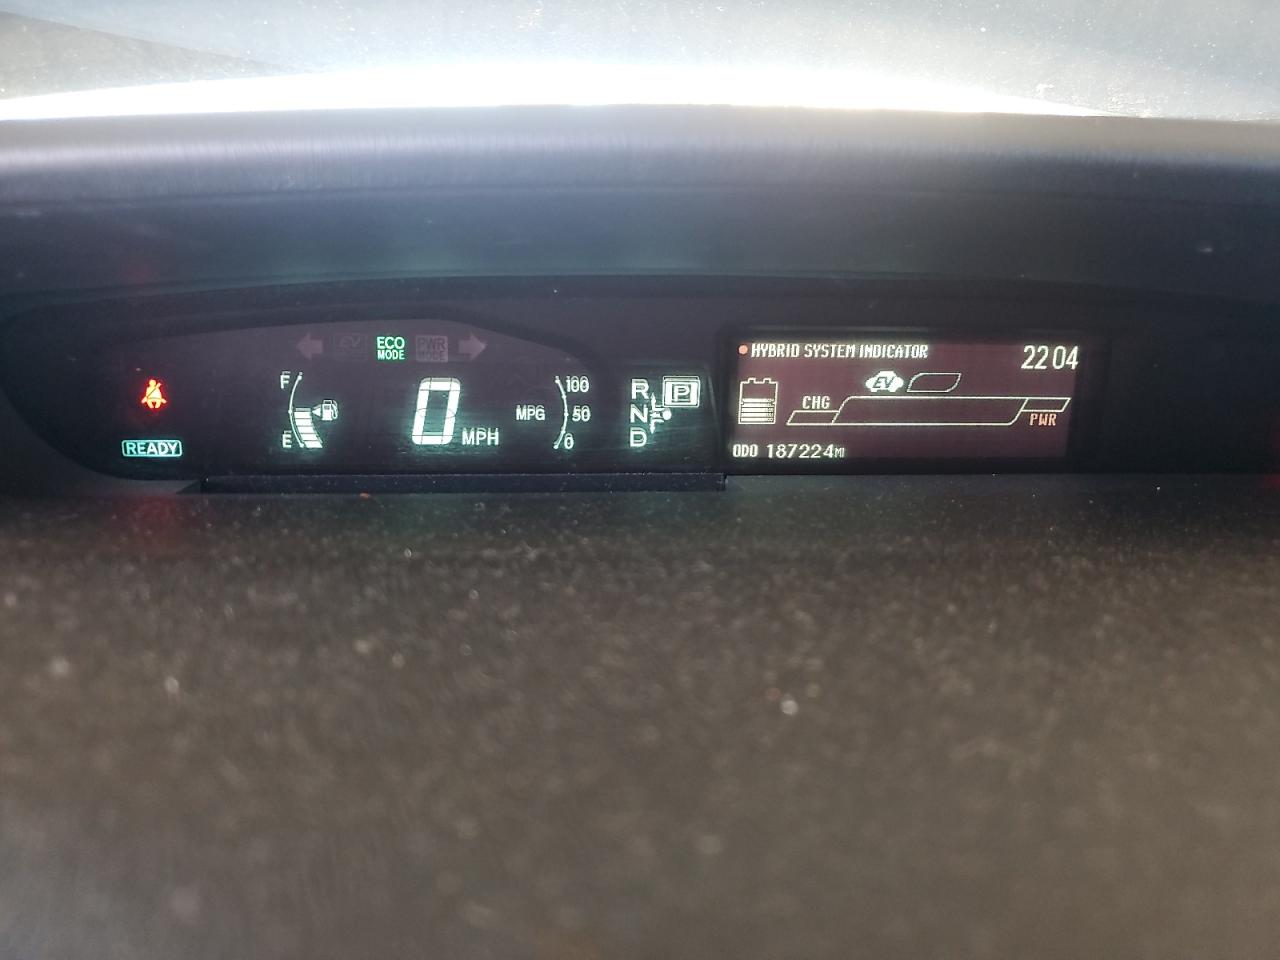 EV
ECO MODE
PWR MODE
F
E
READY
0 MPH
MPG
100
50
0
R
N
D
P
HYBRID SYSTEM INDICATOR
22 04
EV
CHG
PWR
ODO 187224MI